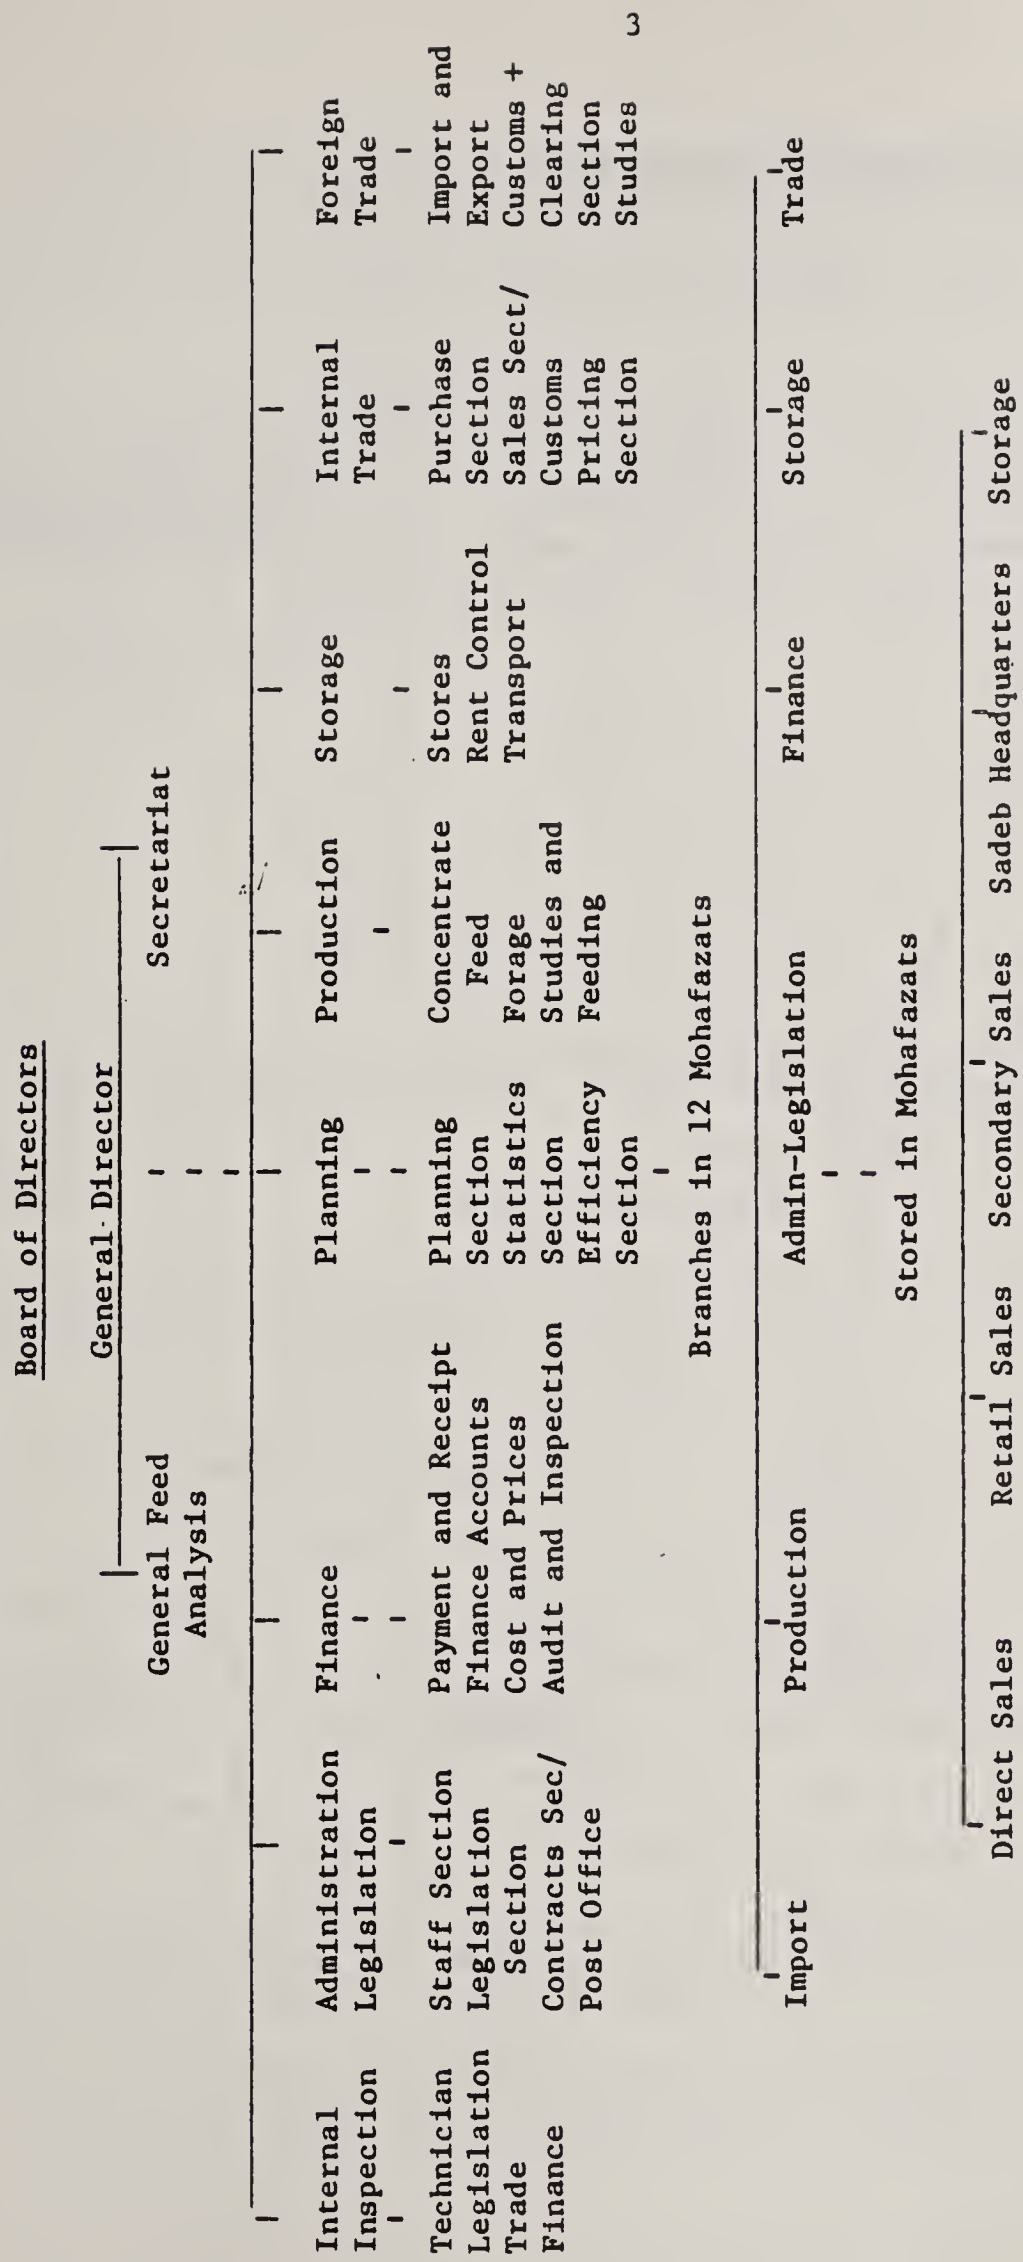 3
Board of Directors
General Director
General Feed
Analysis
Secretariat
Internal
Inspection
Technician
Legislation
Trade
Finance
Administration
Legislation
Staff Section
Legislation
Section
Contracts Sec/
Post Office
Finance
Payment and Receipt
Finance Accounts
Cost and Prices
Audit and Inspection
Planning
Planning
Section
Statistics
Section
Efficiency
Section
Production
Concentrate
Feed
Forage
Studies and
Feeding
Storage
Stores
Rent Control
Transport
Internal
Trade
Purchase
Section
Sales Sect/
Customs
Pricing
Section
Foreign
Trade
Import and
Export
Customs +
Clearing
Section
Studies
Branches in 12 Mohafazats
Import
Production
Admin-Legislation
Finance
Storage
Trade
Stored in Mohafazats
Direct Sales
Retail Sales
Secondary Sales
Sadeb Headquarters
Storage